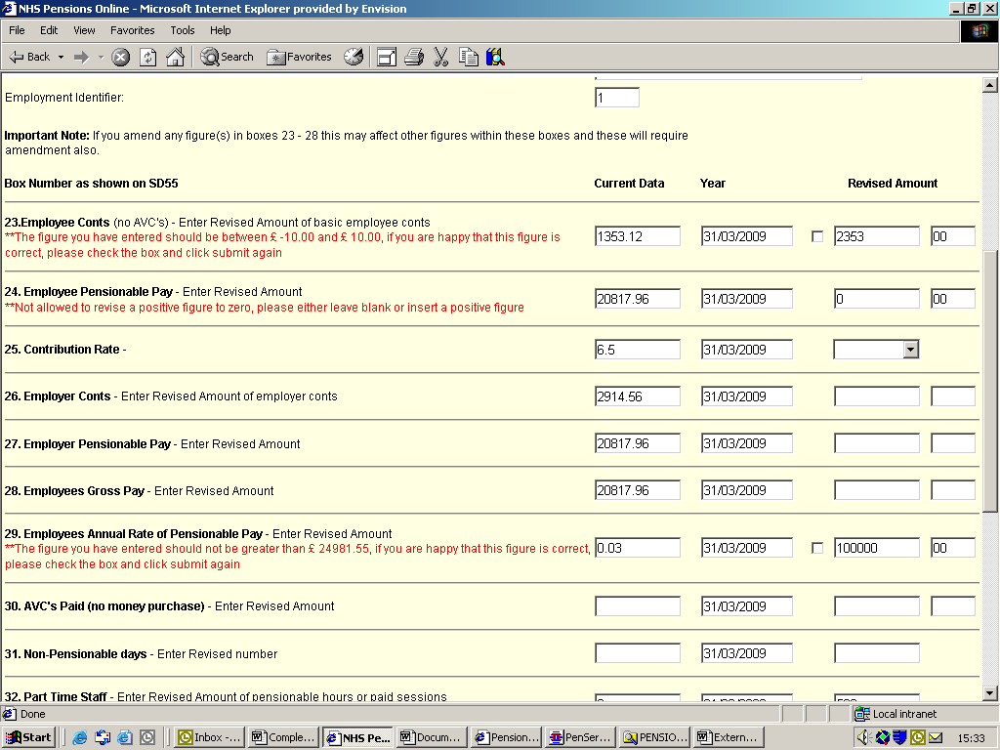 NHS Pensions Online - Microsoft Internet Explorer provided by Envision
File Edit View Favorites Tools Help
Back Search Favorites
Employment Identifier: 1
Important Note: If you amend any figure(s) in boxes 23 - 28 this may affect other figures within these boxes and these will require
amendment also.
Box Number as shown on SD55 Current Data Year Revised Amount
23.Employee Conts (no AVC's) - Enter Revised Amount of basic employee conts
**The figure you have entered should be between £ -10.00 and £ 10.00, if you are happy that this figure is 1353.12 31/03/2009 2353 00
correct, please check the box and click submit again
24. Employee Pensionable Pay - Enter Revised Amount 20817.96 31/03/2009 0 00
**Not allowed to revise a positive figure to zero, please either leave blank or insert a positive figure
25. Contribution Rate - 6.5 31/03/2009
26. Employer Conts - Enter Revised Amount of employer conts 2914.56 31/03/2009
27. Employer Pensionable Pay - Enter Revised Amount 20817.96 31/03/2009
28. Employees Gross Pay - Enter Revised Amount 20817.96 31/03/2009
29. Employees Annual Rate of Pensionable Pay - Enter Revised Amount
**The figure you have entered should not be greater than £ 24981.55, if you are happy that this figure is correct, 0.03 31/03/2009 100000 00
please check the box and click submit again
30. AVC's Paid (no money purchase) - Enter Revised Amount 31/03/2009
31. Non-Pensionable days - Enter Revised number 31/03/2009
32. Part Time Staff - Enter Revised Amount of pensionable hours or paid sessions
Done Local intranet
Start Inbox -... Comple... NHS Pe... Docum... Pension... PenSer... PENSIO... Extern... 15:33